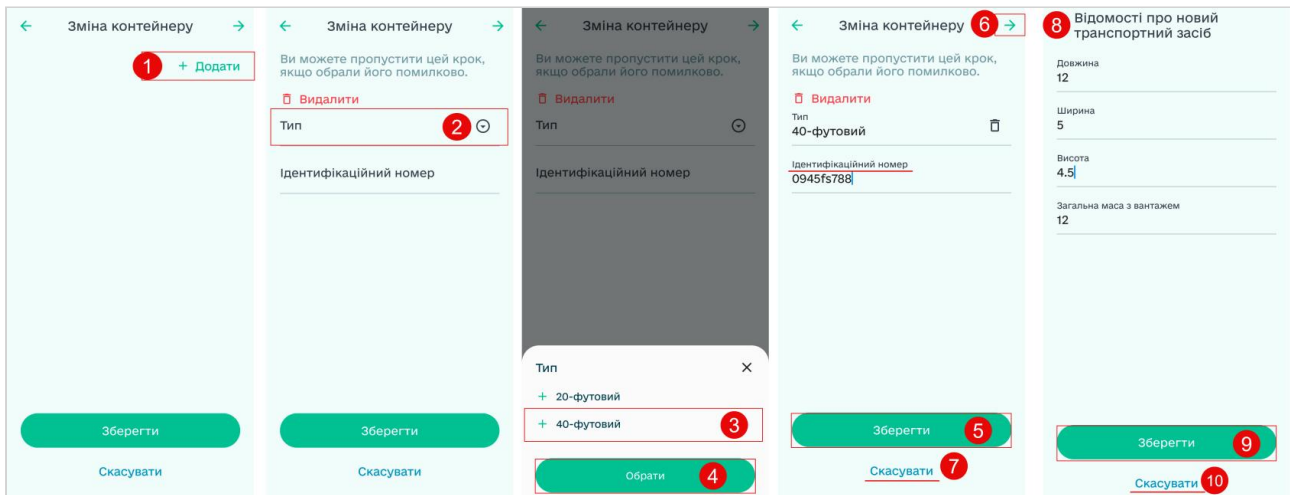 ← Зміна контейнеру →
1 + Додати
Зберегти
Скасувати
← Зміна контейнеру →
Ви можете пропустити цей крок,
якщо обрали його помилково.
Видалити
Тип 2
Ідентифікаційний номер
Зберегти
Скасувати
← Зміна контейнеру →
Ви можете пропустити цей крок,
якщо обрали його помилково.
Видалити
Тип
Ідентифікаційний номер
Тип ×
+ 20-футовий
+ 40-футовий 3
Обрати 4
← Зміна контейнеру 6 →
Ви можете пропустити цей крок,
якщо обрали його помилково.
Видалити
Тип
40-футовий
Ідентифікаційний номер
0945fs788
Зберегти 5
Скасувати 7
8 Відомості про новий
транспортний засіб
Довжина
12
Ширина
5
Висота
4.5
Загальна маса з вантажем
12
Зберегти 9
Скасувати 10